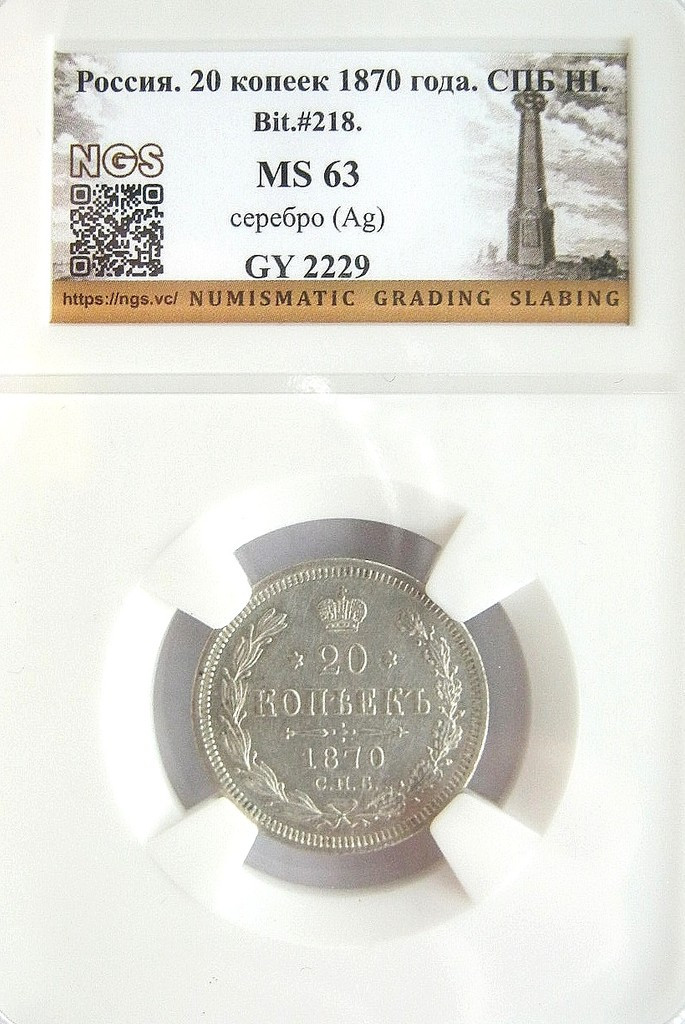 Россия. 20 копеек 1870 года. СПБ НІ.
Bit.#218.
NGS
MS 63
серебро (Ag)
GY 2229
https://ngs.vc/ NUMISMATIC GRADING SLABING
20
КОПѢЕКЪ
1870
С.П.Б.